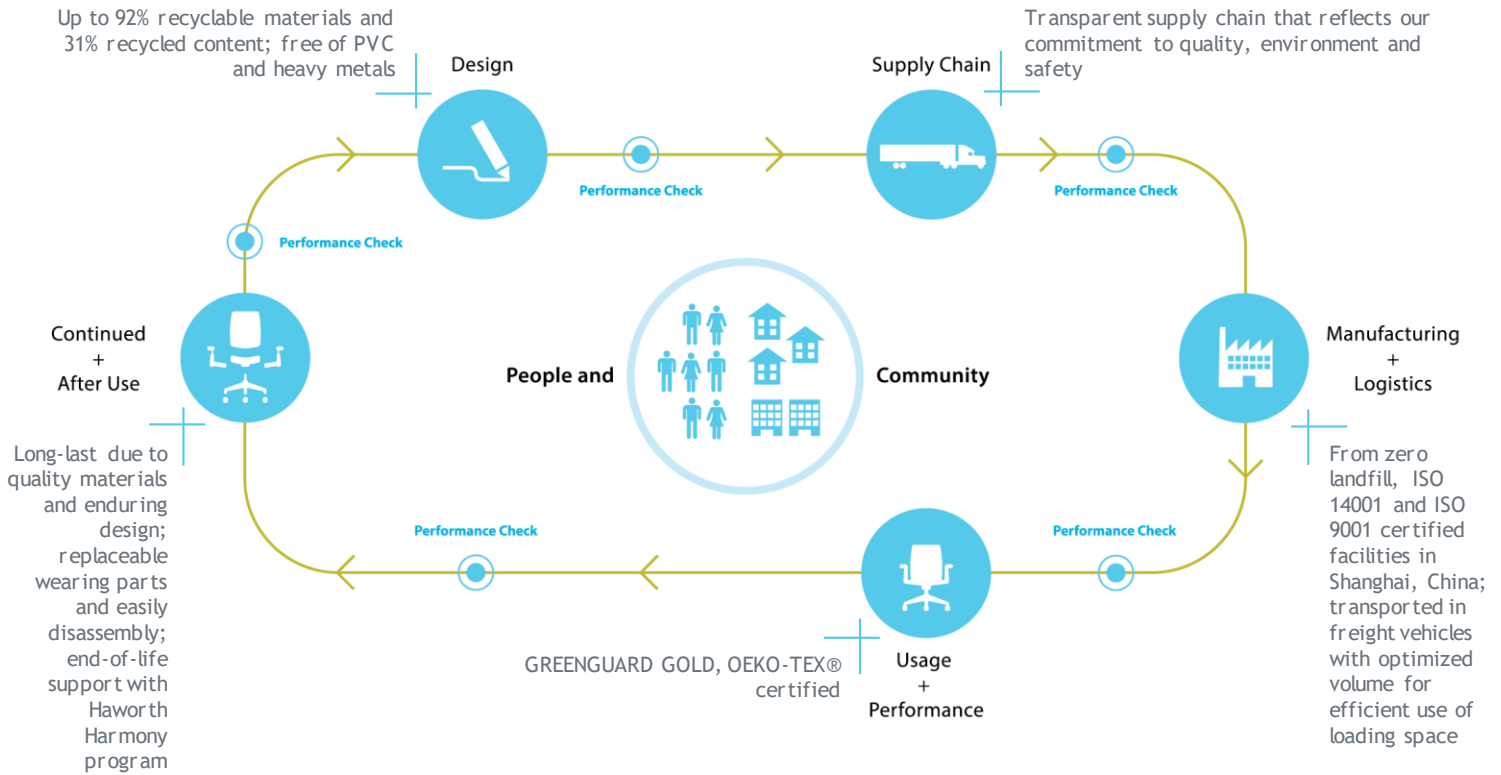 Up to 92% recyclable materials and
31% recycled content; free of PVC
and heavy metals
Design
Supply Chain
Transparent supply chain that reflects our
commitment to quality, environment and
safety
Performance Check
Performance Check
Performance Check
Continued
+
After Use
People and
Community
Manufacturing
+
Logistics
Long-last due to
quality materials
and enduring
design;
replaceable
wearing parts
and easily
disassembly;
end-of-life
support with
Haworth
Harmony
program
From zero
landfill, ISO
14001 and ISO
9001 certified
facilities in
Shanghai, China;
transported in
freight vehicles
with optimized
volume for
efficient use of
loading space
Performance Check
Performance Check
GREENGUARD GOLD, OEKO-TEX®
certified
Usage
+
Performance